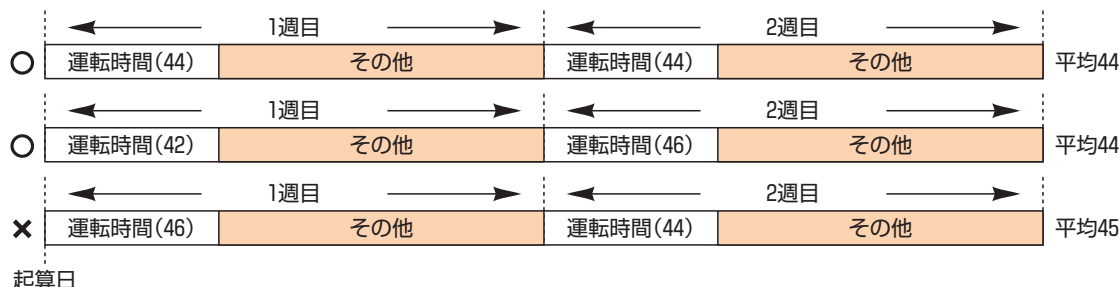 1週目 2週目
○ 運転時間(44) その他 運転時間(44) その他 平均44
1週目 2週目
○ 運転時間(42) その他 運転時間(46) その他 平均44
1週目 2週目
× 運転時間(46) その他 運転時間(44) その他 平均45
起算日